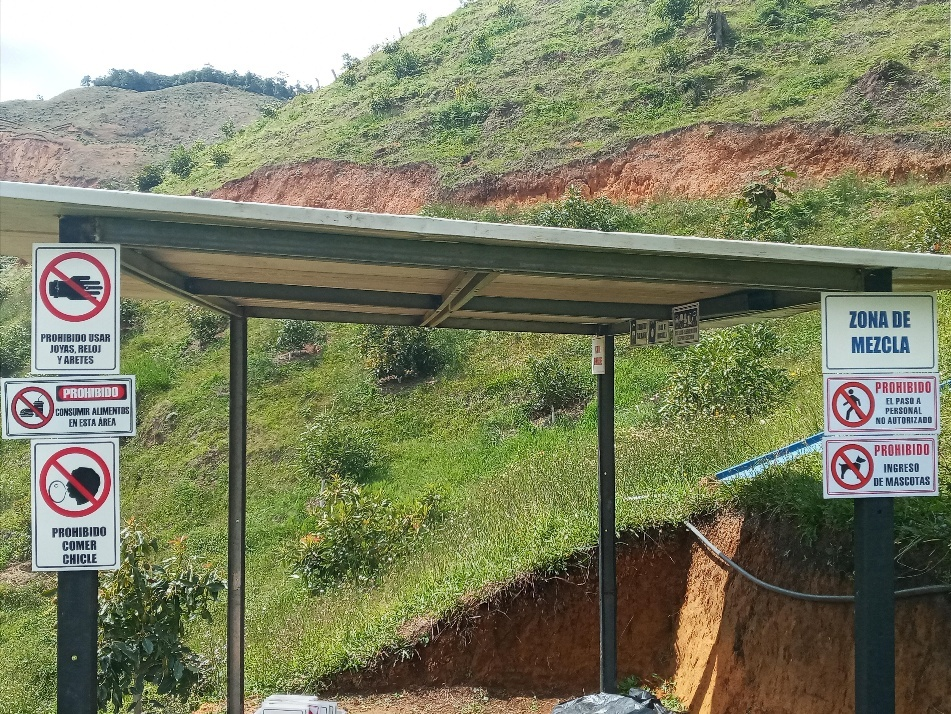 PROHIBIDO USAR
JOYAS, RELOJ
Y ARETES
PROHIBIDO
CONSUMIR ALIMENTOS
EN ESTA ÁREA
PROHIBIDO
COMER
CHICLE
ZONA DE
MEZCLA
PROHIBIDO
EL PASO A
PERSONAL
NO AUTORIZADO
PROHIBIDO
INGRESO
DE MASCOTAS